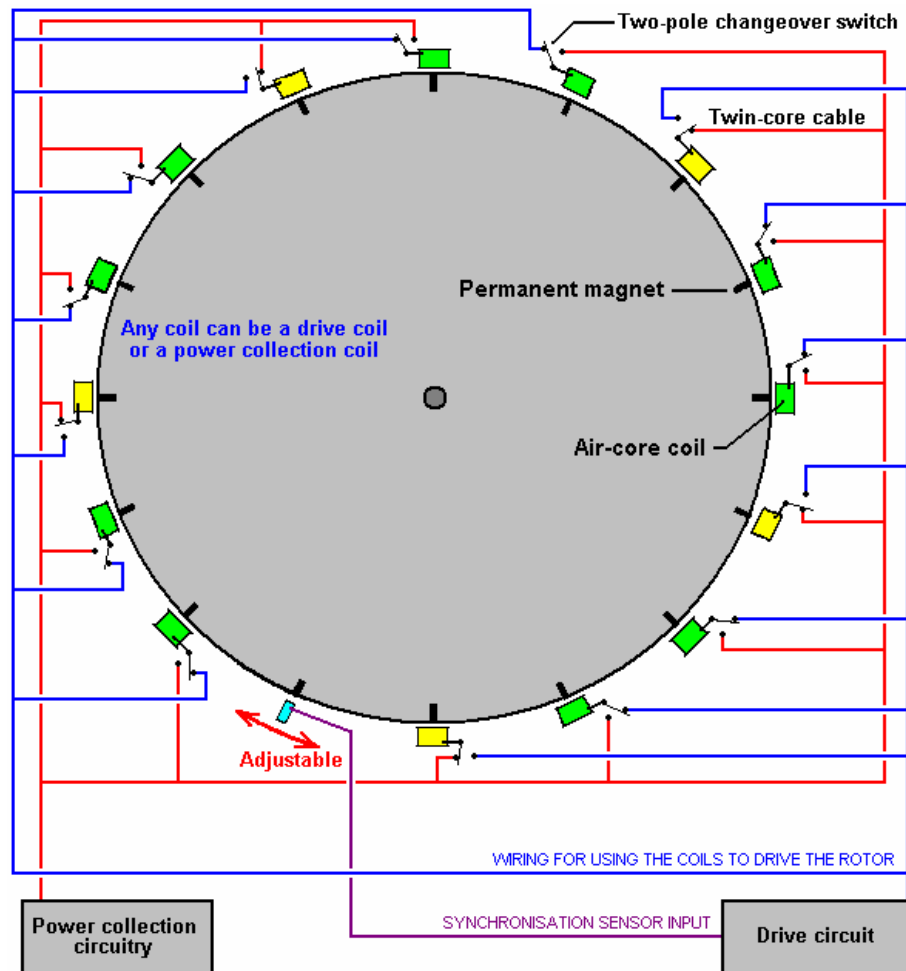 Two-pole changeover switch
Twin-core cable
Permanent magnet
Any coil can be a drive coil
or a power collection coil
Air-core coil
Adjustable
WIRING FOR USING THE COILS TO DRIVE THE ROTOR
Power collection
circuitry
SYNCHRONISATION SENSOR INPUT
Drive circuit